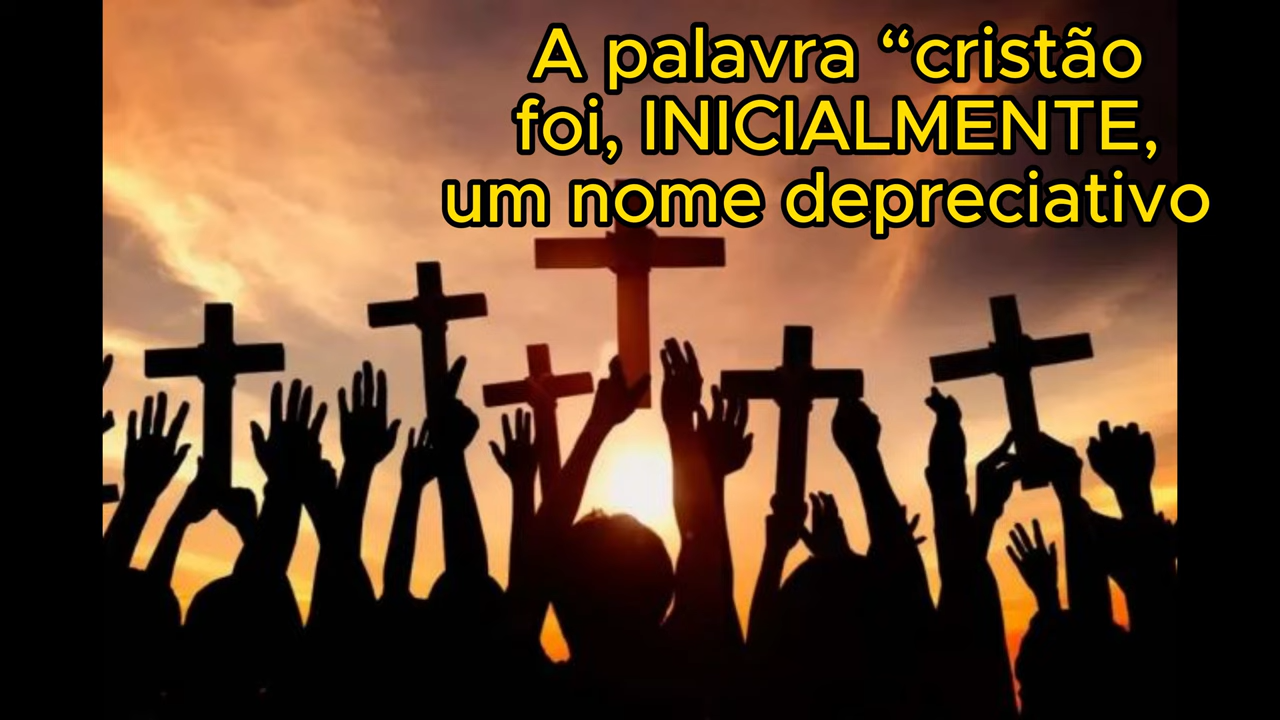 A palavra “cristão
foi, INICIALMENTE,
um nome depreciativo